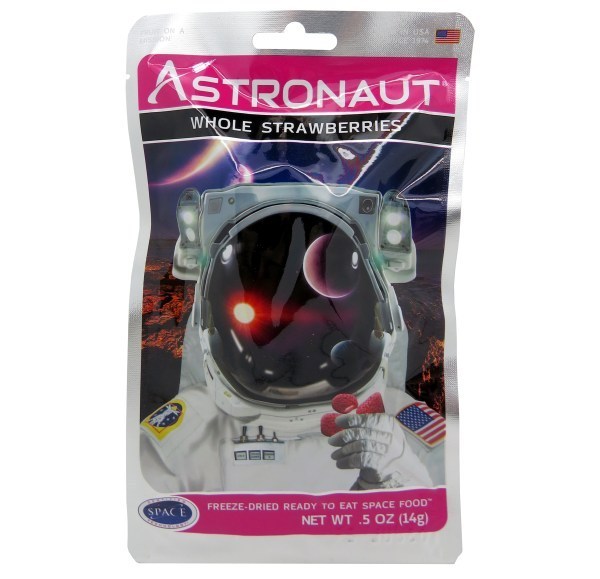 ASTRONAUT
WHOLE STRAWBERRIES
SPACE
FREEZE-DRIED READY TO EAT SPACE FOOD™
NET WT .5 OZ (14g)